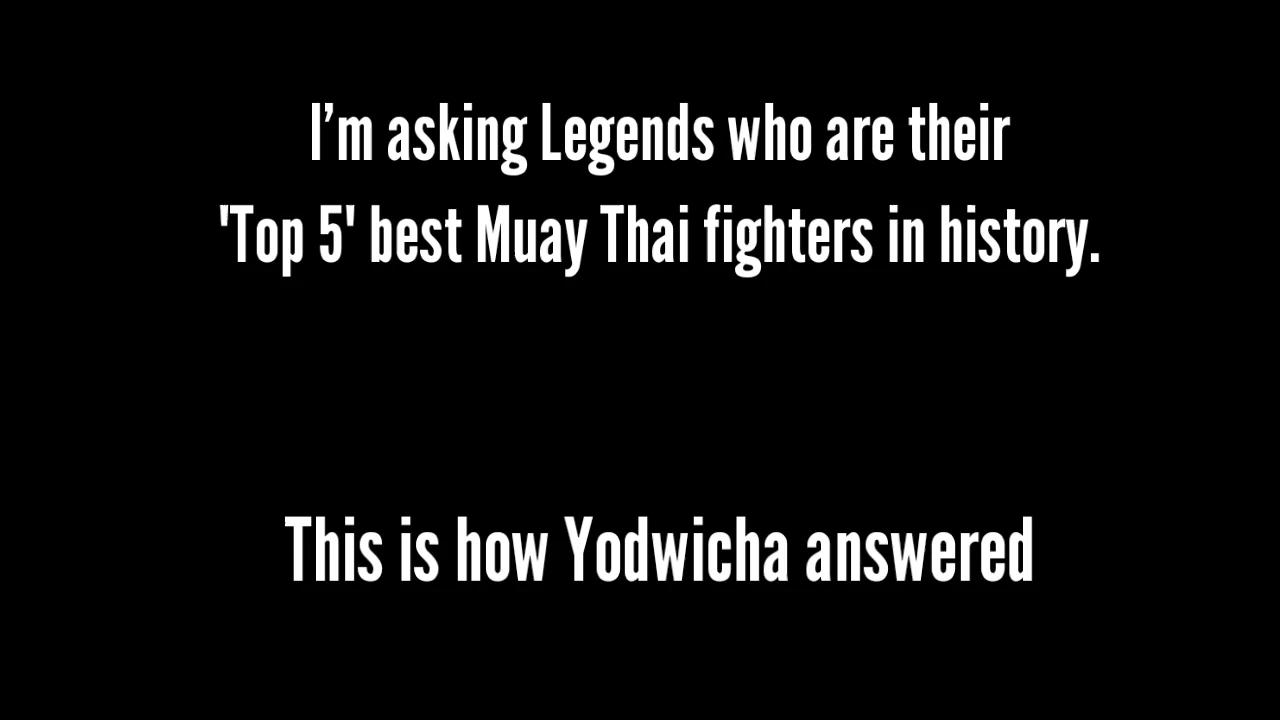 I’m asking Legends who are their
'Top 5' best Muay Thai fighters in history.
This is how Yodwicha answered